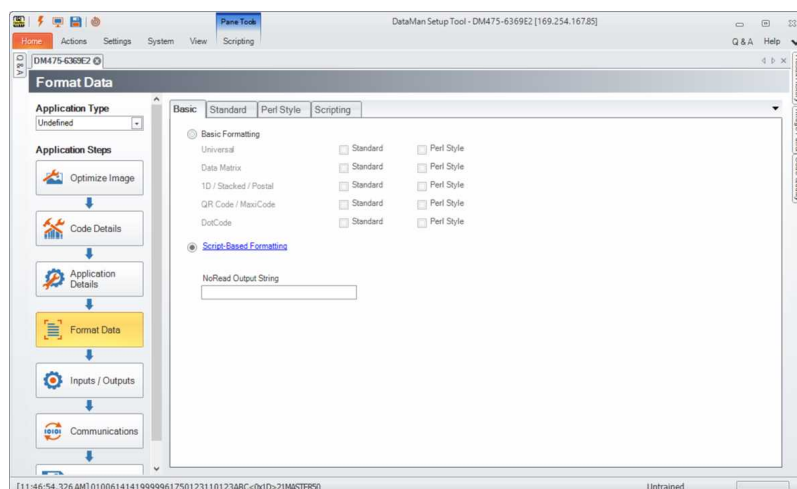 Pane Tools
DataMan Setup Tool - DM475-6369E2 [169.254.167.85]
Home Actions Settings System View Scripting Q & A Help
Q & A
DM475-6369E2
Format Data
Application Type
Undefined
Application Steps
Optimize Image
Code Details
Application
Details
Format Data
Inputs / Outputs
Communications
Basic Standard Perl Style Scripting
Basic Formatting
Universal Standard Perl Style
Data Matrix Standard Perl Style
1D / Stacked / Postal Standard Perl Style
QR Code / MaxiCode Standard Perl Style
DotCode Standard Perl Style
Script-Based Formatting
NoRead Output String
Untrained